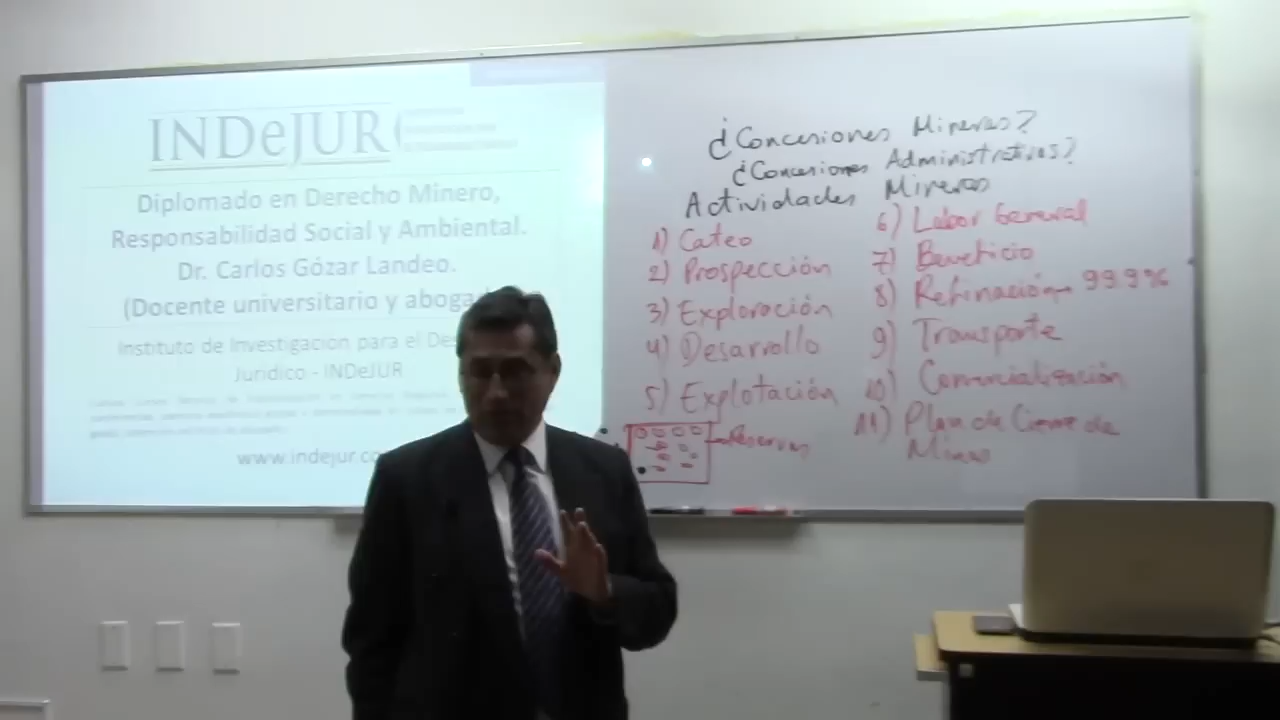 INDeJUR
Diplomado en Derecho Minero,
Responsabilidad Social y Ambiental.
Dr. Carlos Gózar Landeo.
(Docente universitario y
Instituto de Investigacion para el
Juridico - INDeJUR
www.indejur.
¿Concesiones Mineras?
¿Concesiones Administrativas?
Actividades Mineras
1) Cateo
2) Prospección
3) Exploración
4) Desarrollo
5) Explotación
Reservas
6) Labor General
7) Beneficio
8) Refinación 99.9%
9) Transporte
10) Comercialización
11) Plan de Cierre de
Minas